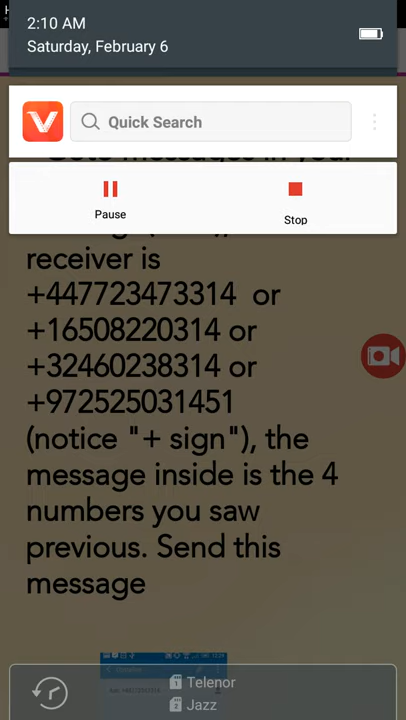 2:10 AM
Saturday, February 6
Quick Search
Pause
Stop
receiver is
+447723473314 or
+16508220314 or
+32460238314 or
+972525031451
(notice "+ sign"), the
message inside is the 4
numbers you saw
previous. Send this
message
Telenor
Jazz